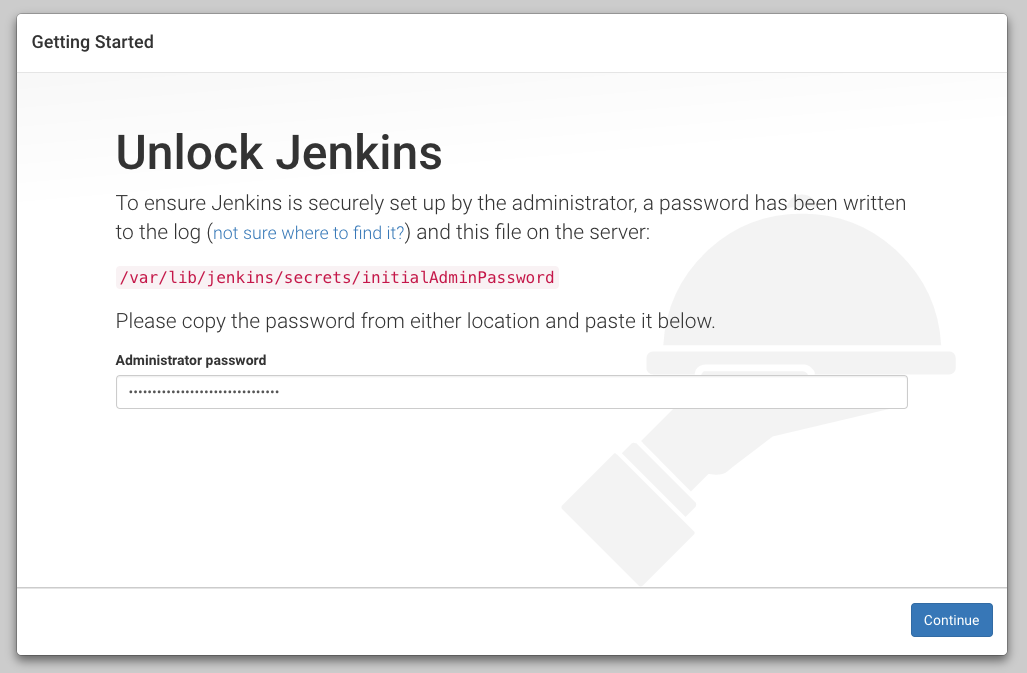 Getting Started
Unlock Jenkins
To ensure Jenkins is securely set up by the administrator, a password has been written
to the log (not sure where to find it?) and this file on the server:
/var/lib/jenkins/secrets/initialAdminPassword
Please copy the password from either location and paste it below.
Administrator password
••••••••••••••••••••••••••••••••
Continue